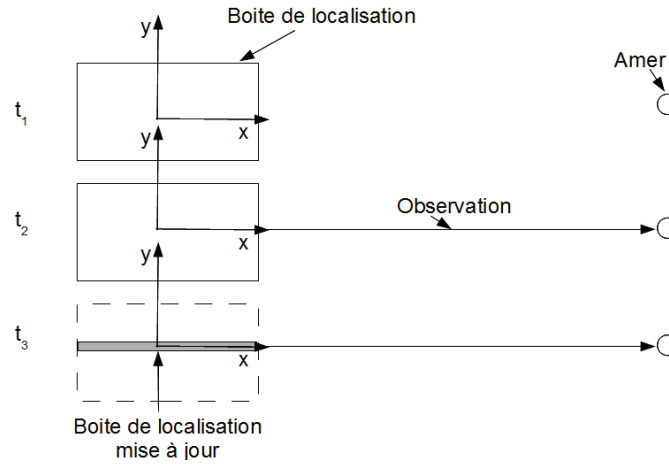 Boite de localisation
y
Amer
t1
x
y
t2
Observation
x
y
t3
x
Boite de localisation
mise à jour